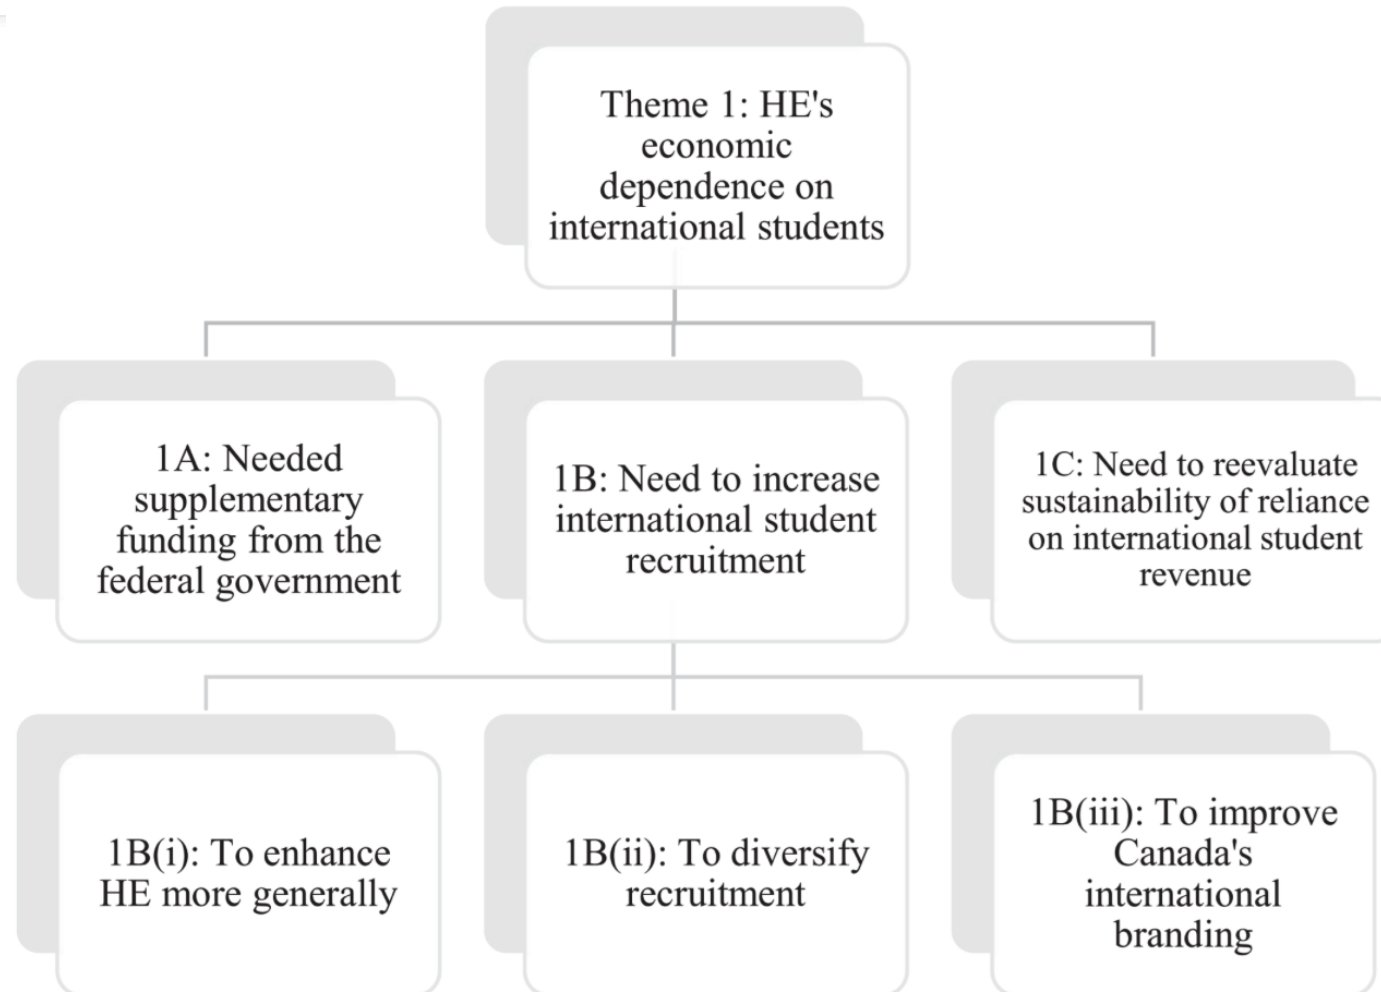 Theme 1: HE's
economic
dependence on
international students
1A: Needed
supplementary
funding from the
federal government
1B: Need to increase
international student
recruitment
1C: Need to reevaluate
sustainability of reliance
on international student
revenue
1B(i): To enhance
HE more generally
1B(ii): To diversify
recruitment
1B(iii): To improve
Canada's
international
branding